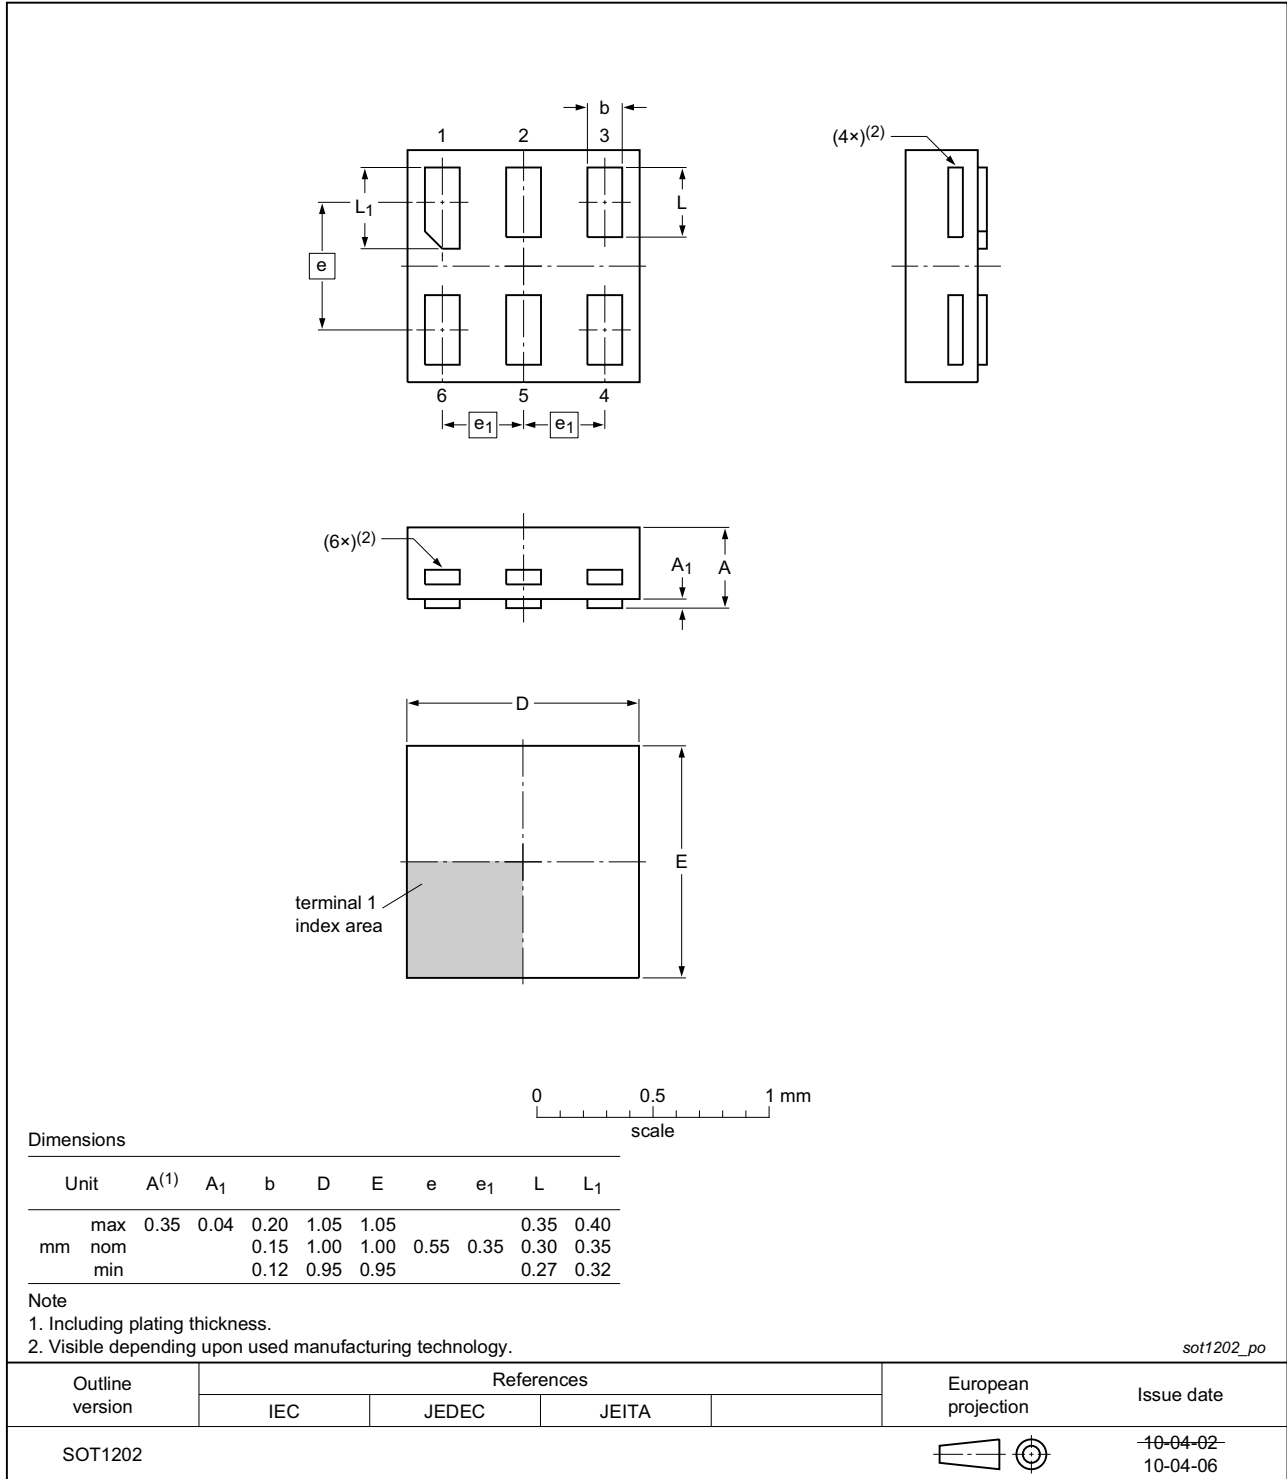 b
1 2 3
(4×)(2)
L1
L
e
6 5 4
e1 e1
(6×)(2)
A1 A
D
E
terminal 1
index area
0 0.5 1 mm
scale
Dimensions
Unit A(1) A1 b D E e e1 L L1
max 0.35 0.04 0.20 1.05 1.05 0.35 0.40
mm nom 0.15 1.00 1.00 0.55 0.35 0.30 0.35
min 0.12 0.95 0.95 0.27 0.32
Note
1. Including plating thickness.
2. Visible depending upon used manufacturing technology.
sot1202_po
Outline
version
References
IEC JEDEC JEITA
European
projection
Issue date
SOT1202
10-04-02
10-04-06